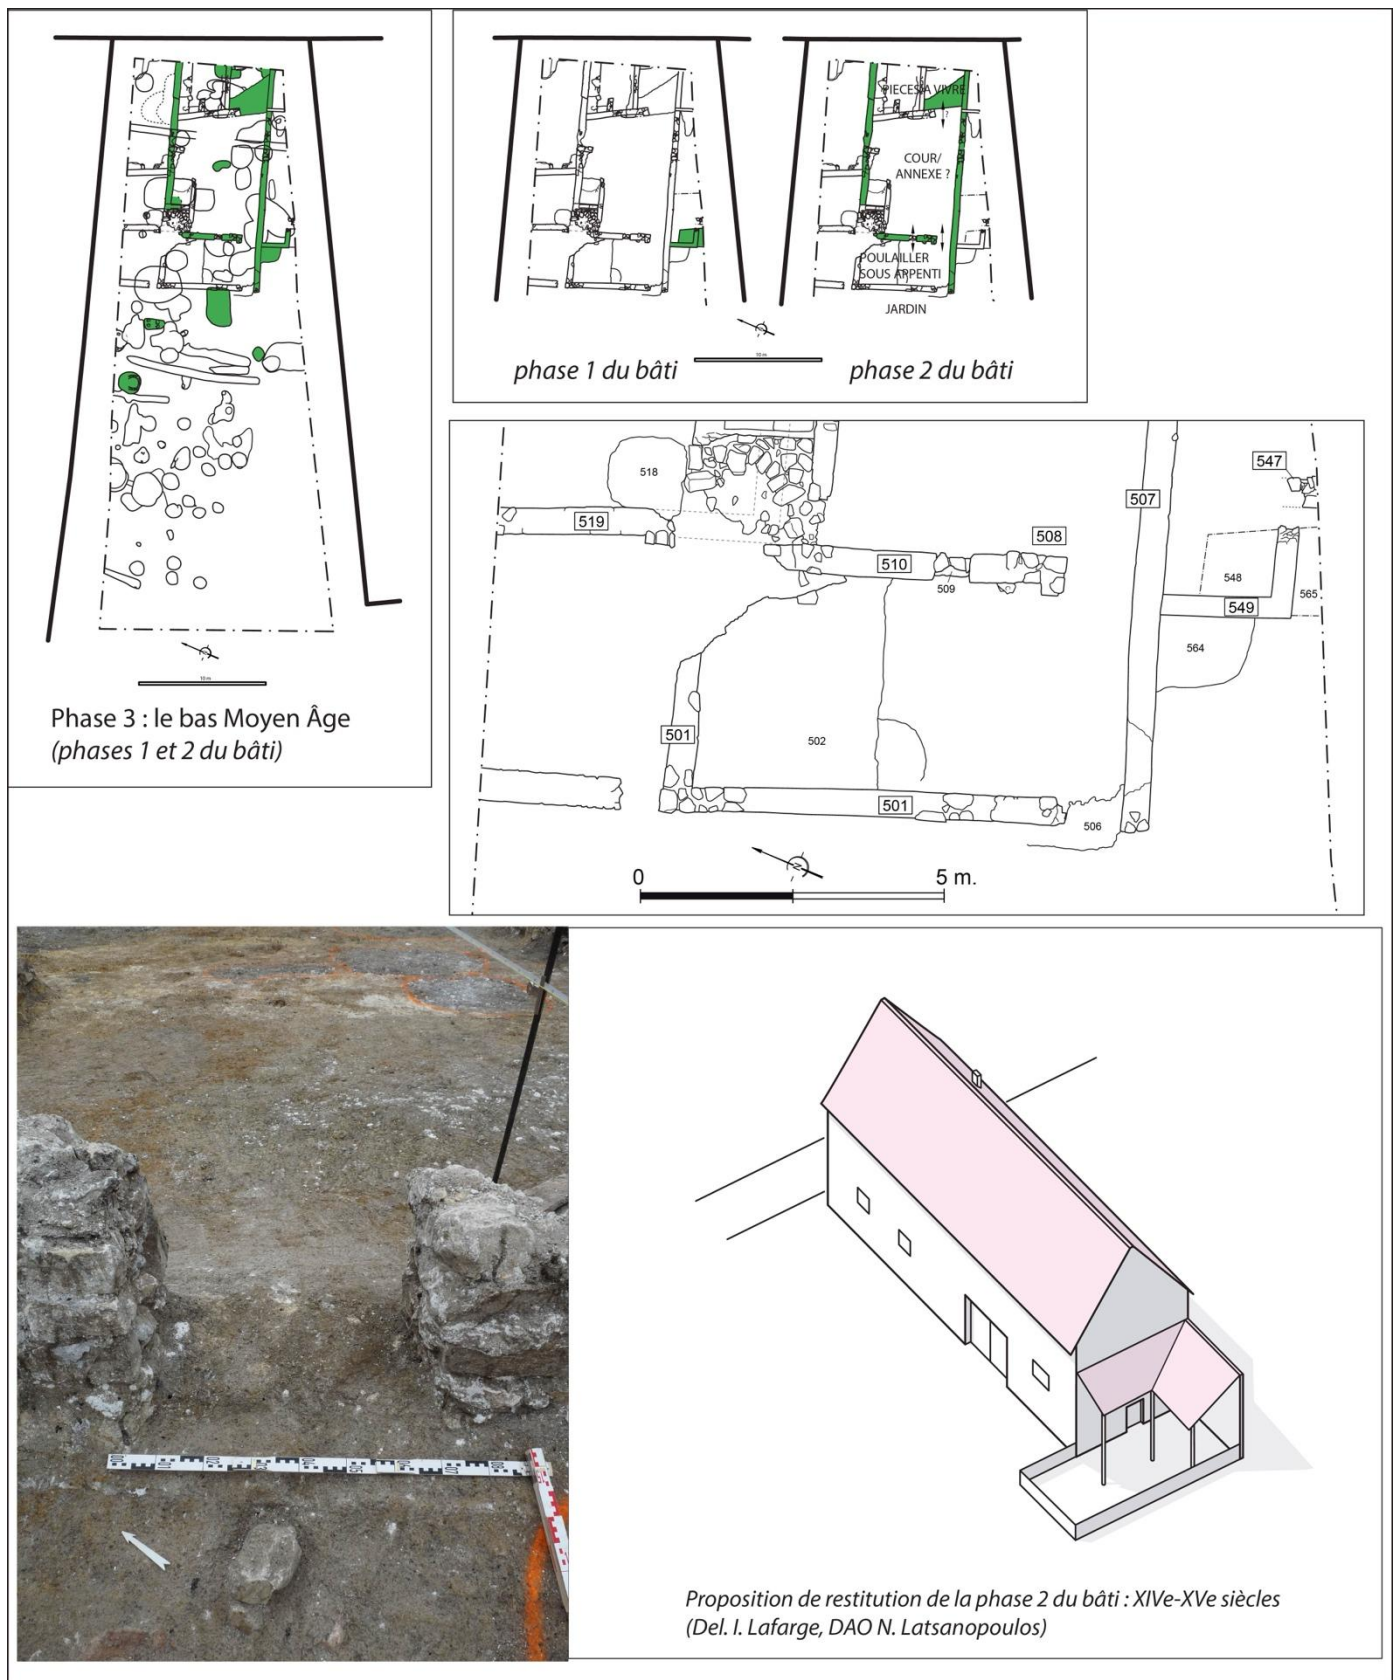 10 m.
Phase 3 : le bas Moyen Âge
(phases 1 et 2 du bâti)
PIECES A VIVRE
?
COUR/
ANNEXE ?
POULAILLER
SOUS APPENTI
JARDIN
10 m.
phase 1 du bâti
phase 2 du bâti
518
519
510
508
509
507
547
548
549
565
564
501
502
501
506
N
0
5 m.
Proposition de restitution de la phase 2 du bâti : XIVe-XVe siècles
(Del. I. Lafarge, DAO N. Latsanopoulos)